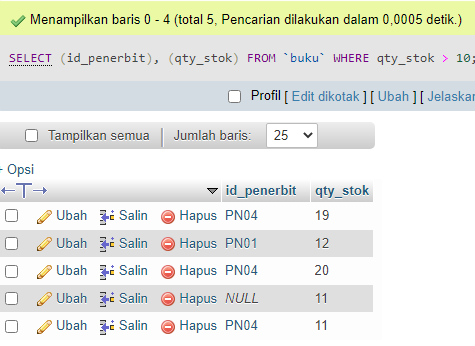 Menampilkan baris 0 - 4 (total 5, Pencarian dilakukan dalam 0,0005 detik.)
SELECT (id_penerbit), (qty_stok) FROM `buku` WHERE qty_stok > 10;
Profil [ Edit dikotak ] [ Ubah ] [ Jelaskan
Tampilkan semua Jumlah baris: 25
+ Opsi
←T→ id_penerbit qty_stok
Ubah Salin Hapus PN04 19
Ubah Salin Hapus PN01 12
Ubah Salin Hapus PN04 20
Ubah Salin Hapus NULL 11
Ubah Salin Hapus PN04 11